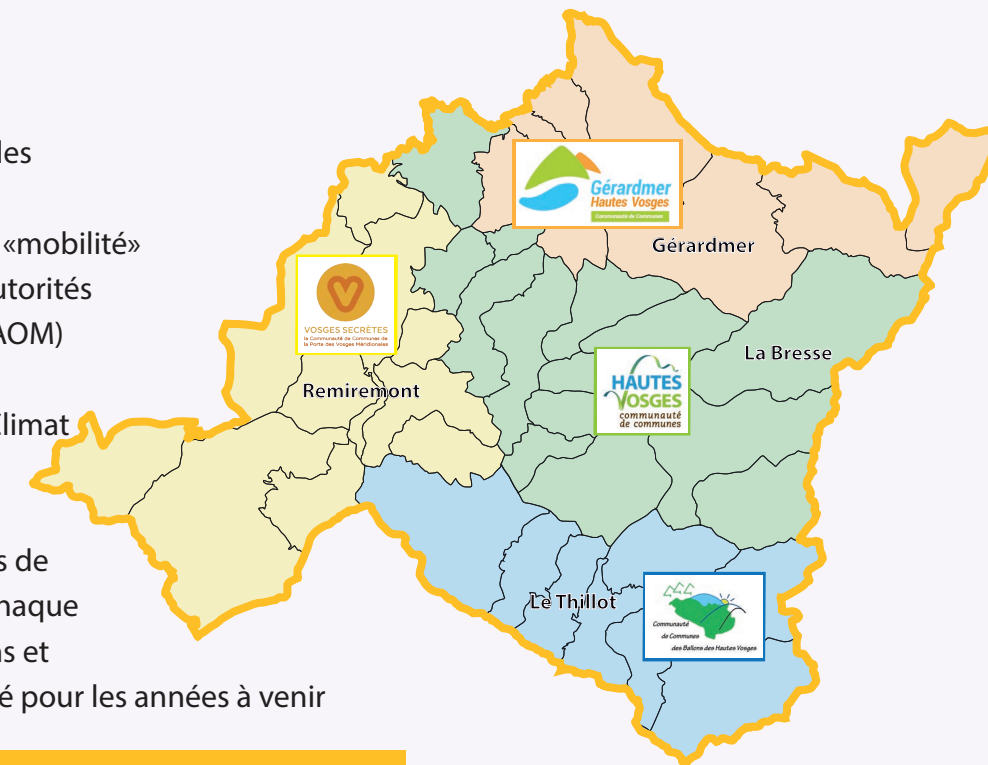 les
«mobilité»
utorités
AOM)
Climat
s de
haque
ns et
é pour les années à venir
Gérardmer
Hautes Vosges
Communauté de Communes
Gérardmer
VOSGES SECRÈTES
la Communauté de Communes de
la Porte des Vosges Méridionales
Remiremont
La Bresse
HAUTES
VOSGES
communauté
de communes
Le Thillot
Communauté
de Communes
des Ballons des Hautes Vosges